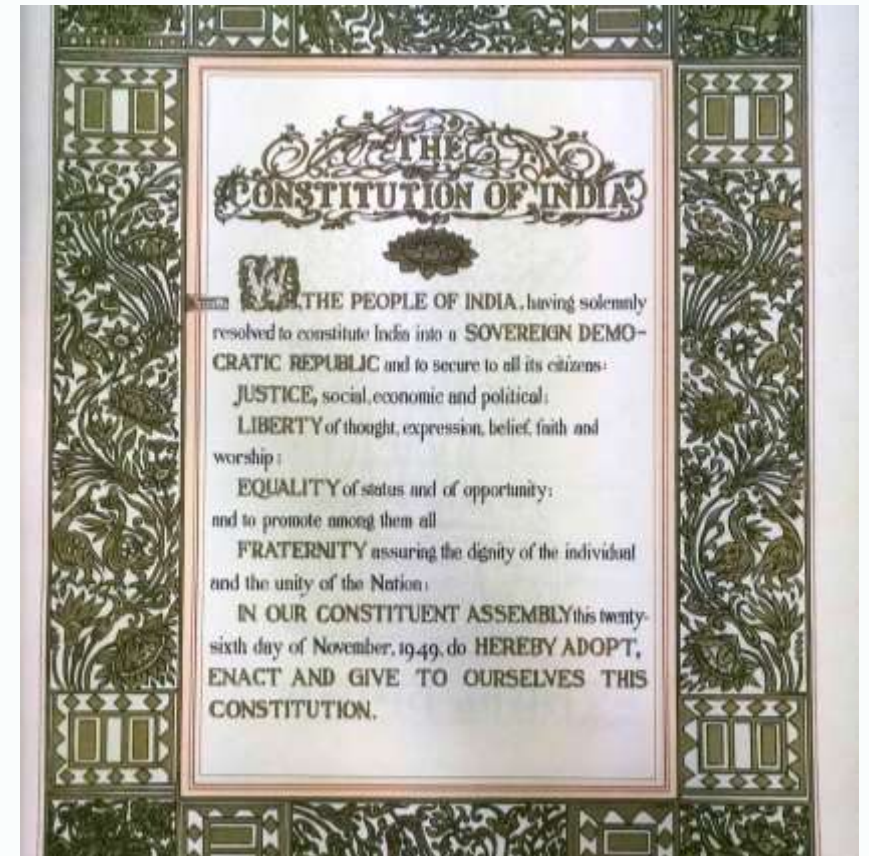 THE
CONSTITUTION OF INDIA
WE, THE PEOPLE OF INDIA, having solemnly
resolved to constitute India into a SOVEREIGN DEMO-
CRATIC REPUBLIC and to secure to all its citizens:
JUSTICE, social, economic and political;
LIBERTY of thought, expression, belief, faith and
worship;
EQUALITY of status and of opportunity;
and to promote among them all
FRATERNITY assuring the dignity of the individual
and the unity of the Nation;
IN OUR CONSTITUENT ASSEMBLY this twenty-
sixth day of November, 1949, do HEREBY ADOPT,
ENACT AND GIVE TO OURSELVES THIS
CONSTITUTION.